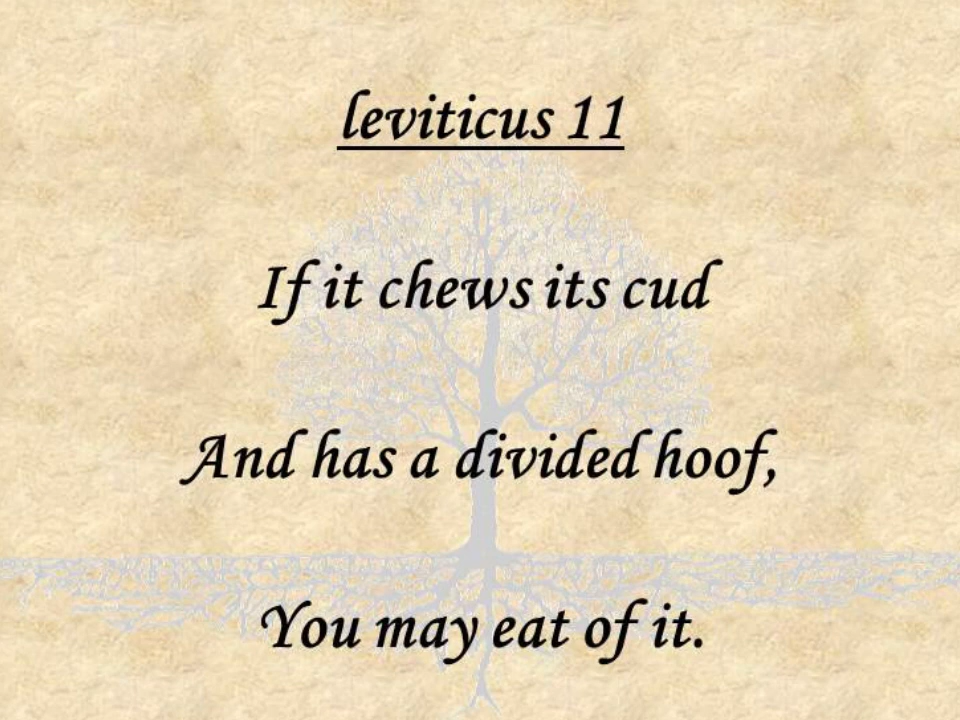 leviticus 11
If it chews its cud
And has a divided hoof,
You may eat of it.